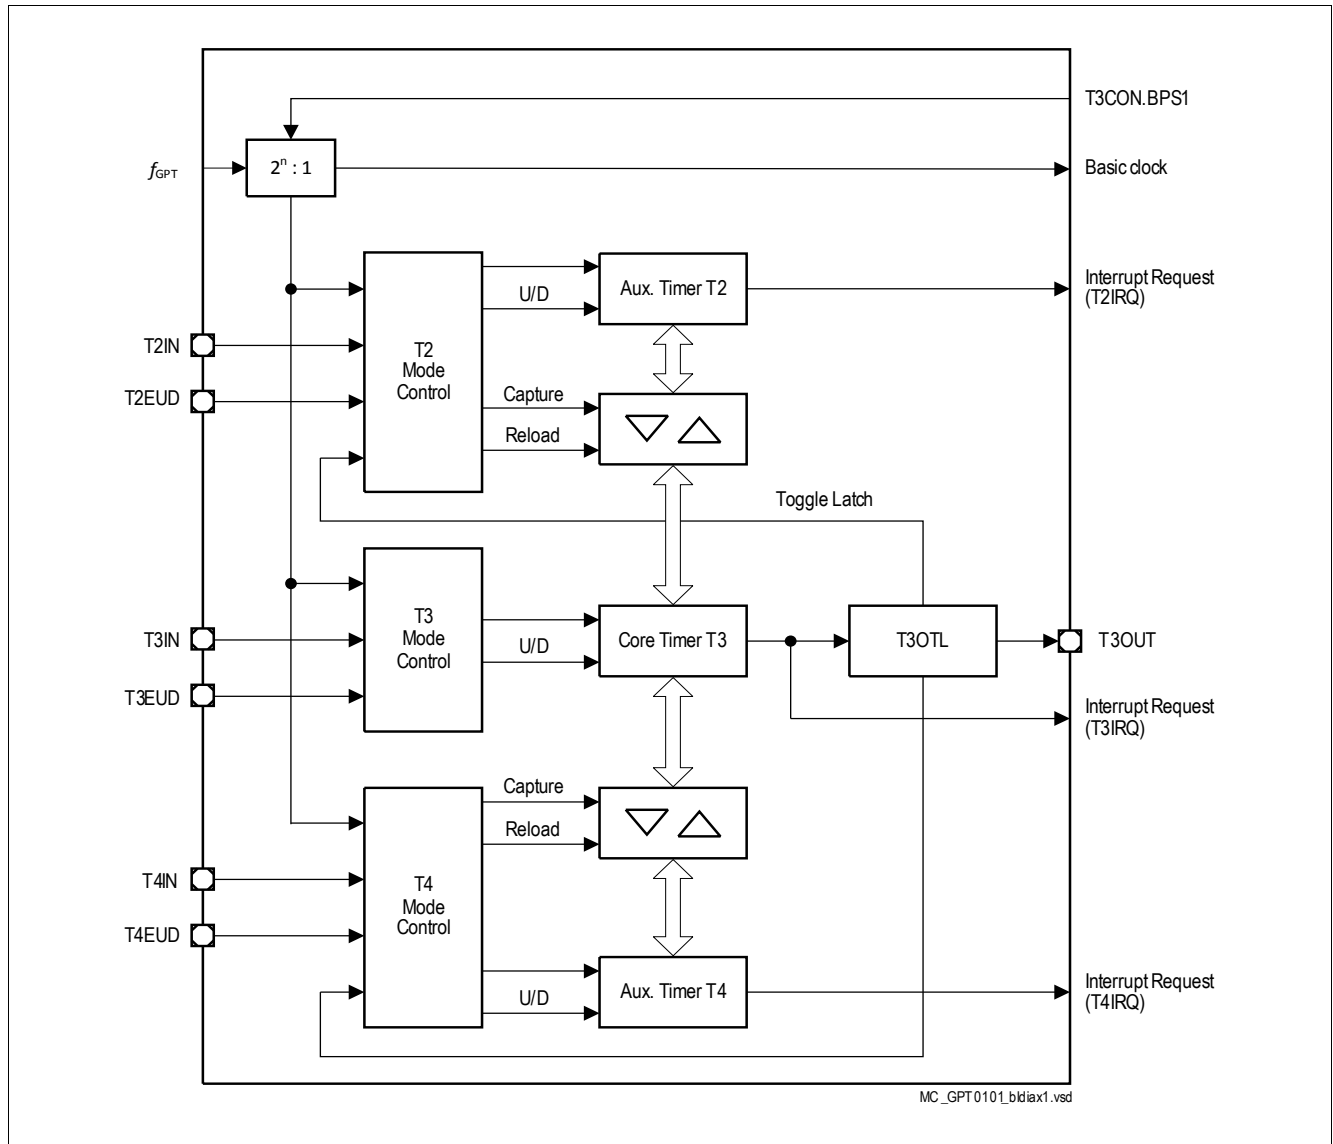 T3CON.BPS1
fGPT
2ⁿ : 1
Basic clock
Aux. Timer T2
U/D
Interrupt Request
(T2IRQ)
T2IN
T2EUD
T2
Mode
Control
Capture
Reload
Toggle Latch
T3IN
T3EUD
T3
Mode
Control
U/D
Core Timer T3
T3OTL
T3OUT
Interrupt Request
(T3IRQ)
Capture
Reload
T4IN
T4EUD
T4
Mode
Control
U/D
Aux. Timer T4
Interrupt Request
(T4IRQ)
MC_GPT0101_bldiax1.vsd